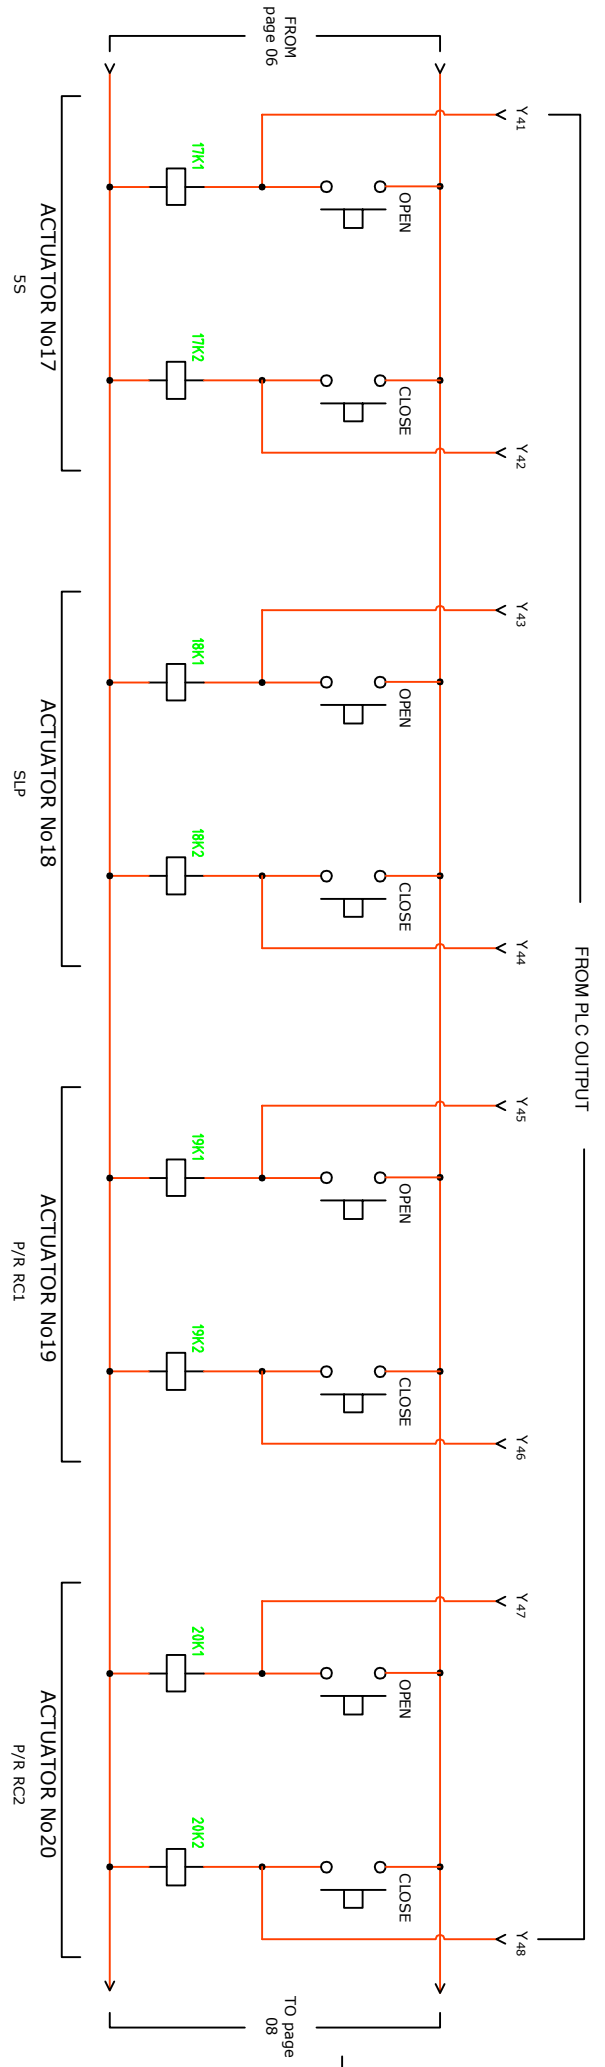 FROM PLC OUTPUT
FROM
page 06
Y41
Y42
Y43
Y44
Y45
Y46
Y47
Y48
OPEN
CLOSE
OPEN
CLOSE
OPEN
CLOSE
OPEN
CLOSE
17K1
17K2
18K1
18K2
19K1
19K2
20K1
20K2
ACTUATOR No17
5S
ACTUATOR No18
SLP
ACTUATOR No19
P/R RC1
ACTUATOR No20
P/R RC2
TO page
08